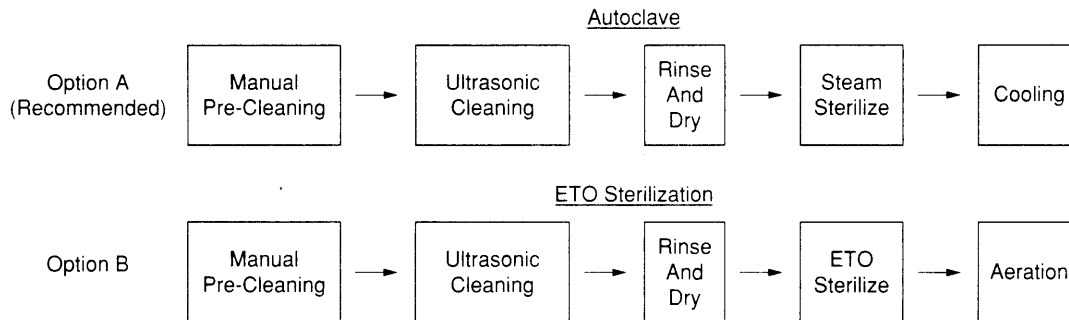 Autoclave
Option A
(Recommended)
Manual
Pre-Cleaning
Ultrasonic
Cleaning
Rinse
And
Dry
Steam
Sterilize
Cooling
ETO Sterilization
Option B
Manual
Pre-Cleaning
Ultrasonic
Cleaning
Rinse
And
Dry
ETO
Sterilize
Aeration